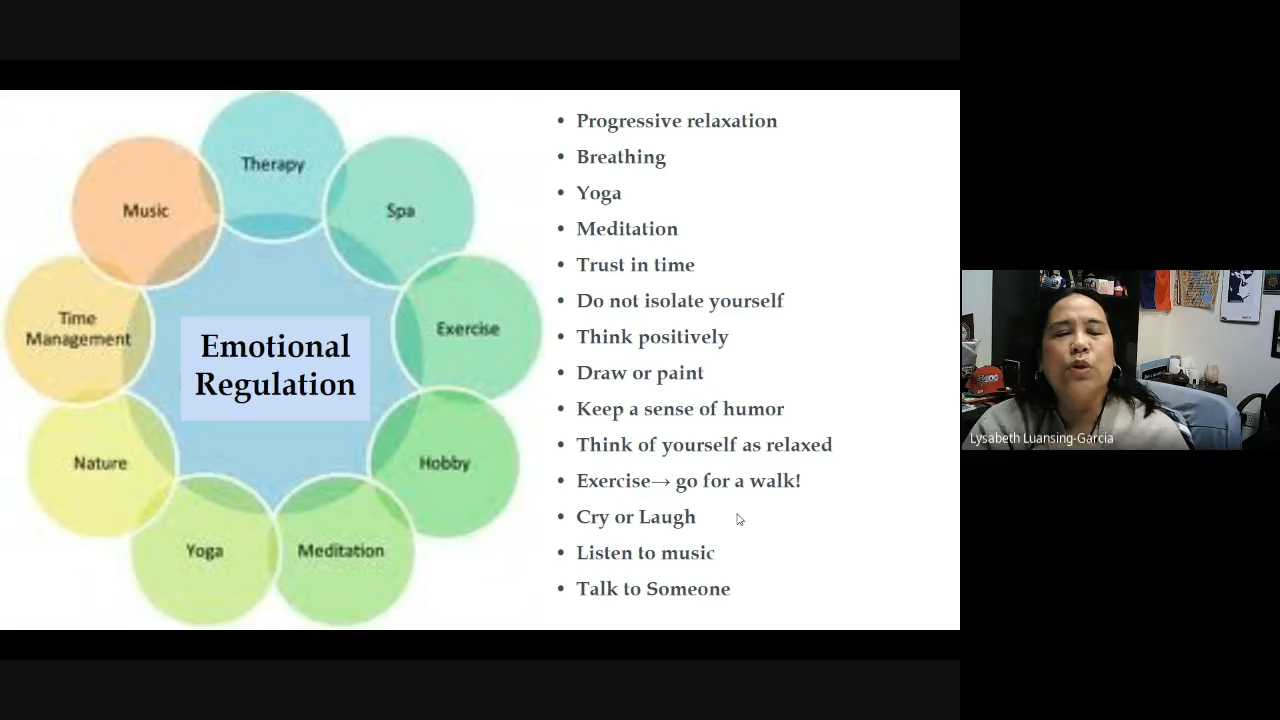 Therapy
Music
Spa
Time
Management
Exercise
Emotional
Regulation
Nature
Hobby
Yoga
Meditation
• Progressive relaxation
• Breathing
• Yoga
• Meditation
• Trust in time
• Do not isolate yourself
• Think positively
• Draw or paint
• Keep a sense of humor
• Think of yourself as relaxed
• Exercise→ go for a walk!
• Cry or Laugh
• Listen to music
• Talk to Someone
Lysabeth Luansing-Garcia